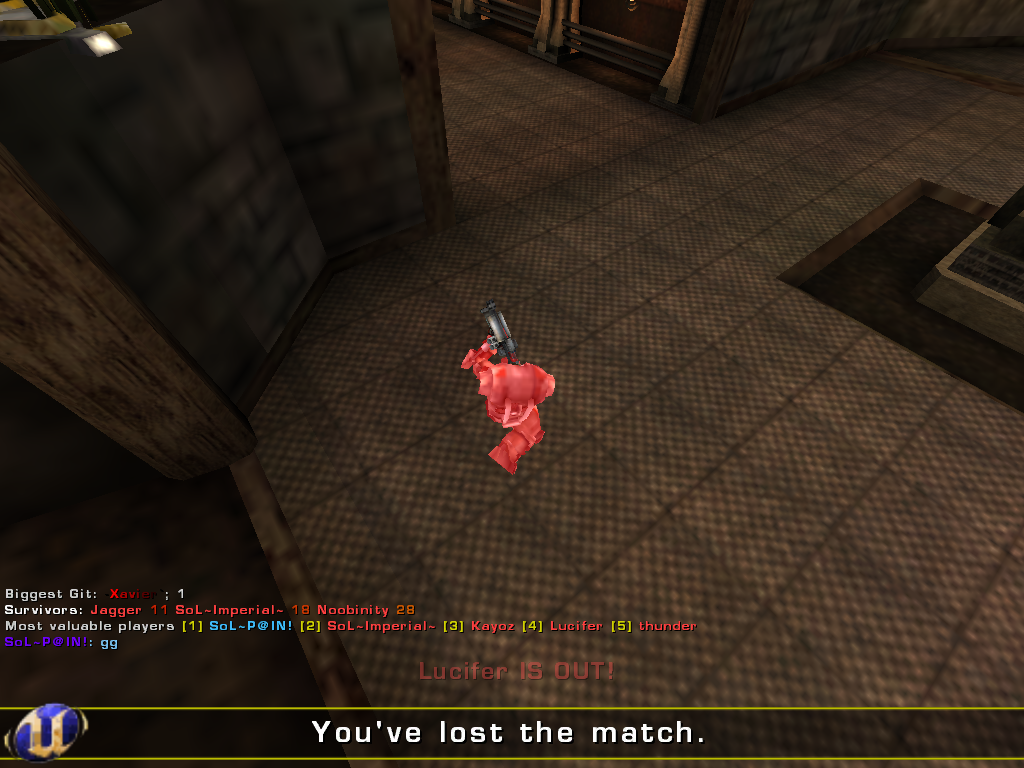 Biggest Git: Xavier; 1
Survivors: Jagger 11 SoL~Imperial~ 18 Noobinity 28
Most valuable players [1] SoL~P@IN! [2] SoL~Imperial~ [3] Kayoz [4] Lucifer [5] thunder
SoL~P@IN!: gg
Lucifer IS OUT!
You've lost the match.